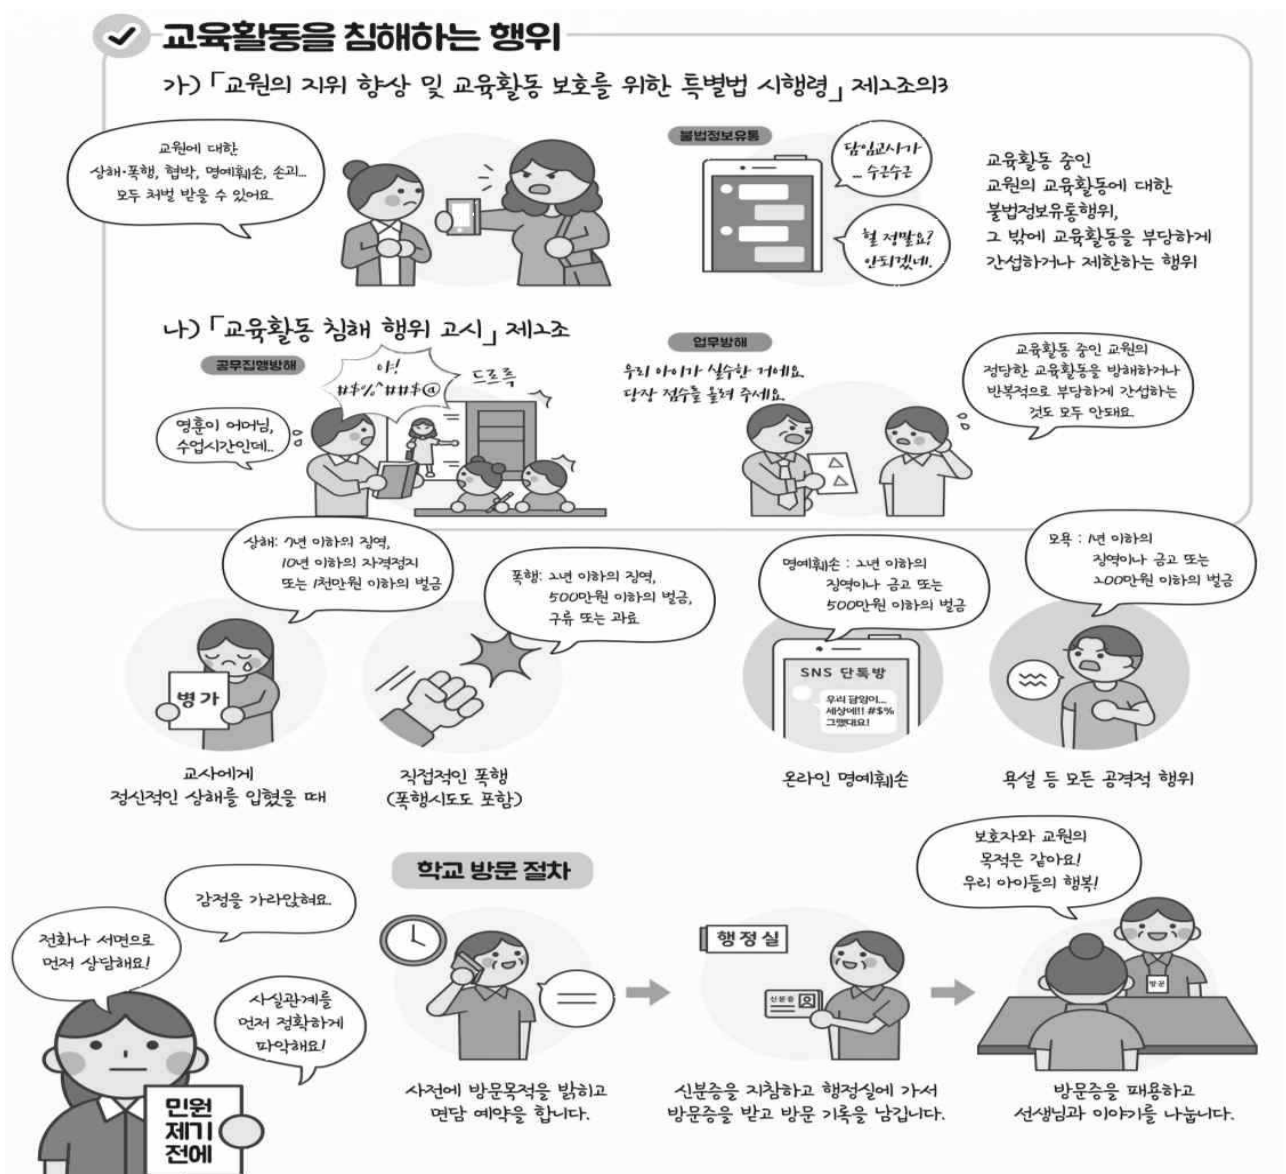 교육활동을 침해하는 행위
가) 「교원의 지위 향상 및 교육활동 보호를 위한 특별법 시행령」 제2조의3
교원에 대한
상해·폭행, 협박, 명예훼손, 손괴...
모두 처벌 받을 수 있어요
불법정보유통
담임교사가
... 수군수군
헐 정말요?
안되겠네.
교육활동 중인
교원의 교육활동에 대한
불법정보유통행위,
그 밖에 교육활동을 부당하게
간섭하거나 제한하는 행위
나) 「교육활동 침해 행위 고시」 제2조
공무집행방해
야!
@$##^%$#
드르륵
영훈이 어머님,
수업시간인데..
업무방해
우리 아이가 실수한 거에요.
당장 점수를 올려 주세요.
교육활동 중인 교원의
정당한 교육활동을 방해하거나
반복적으로 부당하게 간섭하는
것도 모두 안돼요.
상해: 7년 이하의 징역,
10년 이하의 자격정지
또는 1천만원 이하의 벌금
병가
교사에게
정신적인 상해를 입혔을 때
폭행: 2년 이하의 징역,
500만원 이하의 벌금,
구류 또는 과료
직접적인 폭행
(폭행시도도 포함)
명예훼손 : 2년 이하의
징역이나 금고 또는
500만원 이하의 벌금
SNS 단톡방
우리 담임이...
세상에!! #$%
그랬대요!
온라인 명예훼손
모욕 : 1년 이하의
징역이나 금고 또는
200만원 이하의 벌금
욕설 등 모든 공격적 행위
감정을 가라앉혀요.
전화나 서면으로
먼저 상담해요!
사실관계를
먼저 정확하게
파악해요!
민원
제기
전에
학교 방문 절차
사전에 방문목적을 밝히고
면담 예약을 합니다.
행정실
신분증
신분증을 지참하고 행정실에 가서
방문증을 받고 방문 기록을 남깁니다.
보호자와 교원의
목적은 같아요!
우리 아이들의 행복!
방문
방문증을 패용하고
선생님과 이야기를 나눕니다.